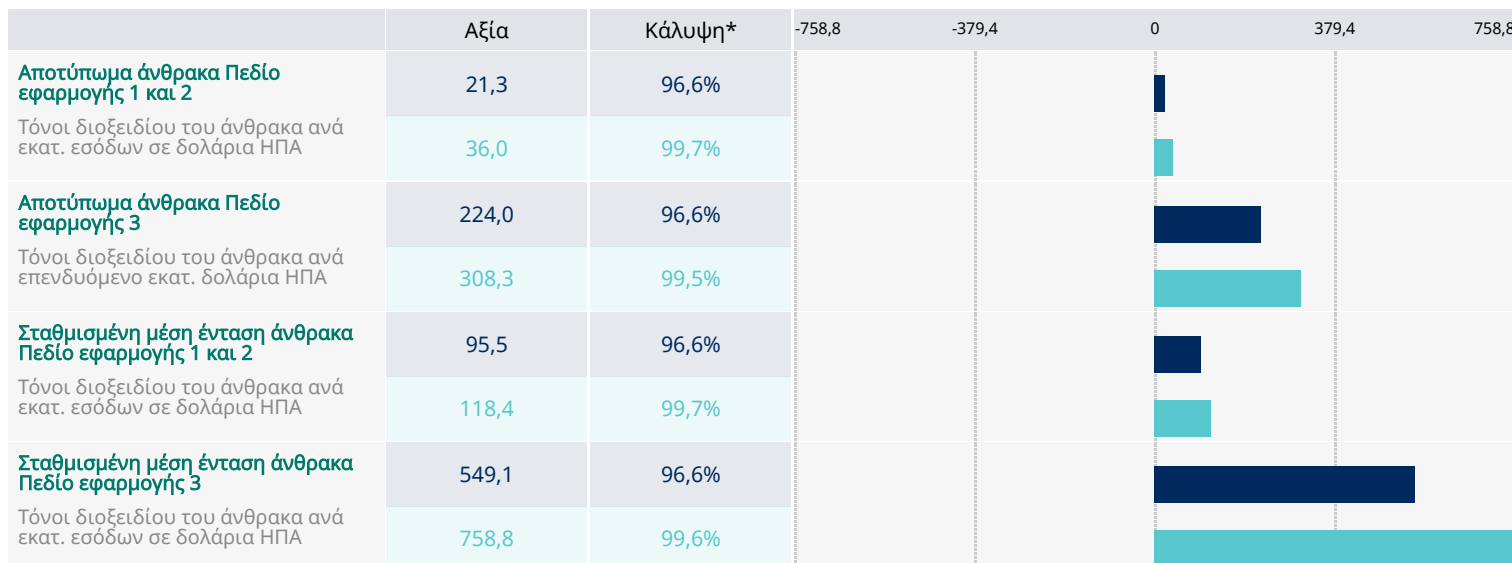 Αξία Κάλυψη* -758,8 -379,4 0 379,4 758,8
Αποτύπωμα άνθρακα Πεδίο
εφαρμογής 1 και 2
Τόνοι διοξειδίου του άνθρακα ανά
εκατ. εσόδων σε δολάρια ΗΠΑ
21,3 96,6%
36,0 99,7%
Αποτύπωμα άνθρακα Πεδίο
εφαρμογής 3
Τόνοι διοξειδίου του άνθρακα ανά
επενδυόμενο εκατ. δολάρια ΗΠΑ
224,0 96,6%
308,3 99,5%
Σταθμισμένη μέση ένταση άνθρακα
Πεδίο εφαρμογής 1 και 2
Τόνοι διοξειδίου του άνθρακα ανά
εκατ. εσόδων σε δολάρια ΗΠΑ
95,5 96,6%
118,4 99,7%
Σταθμισμένη μέση ένταση άνθρακα
Πεδίο εφαρμογής 3
Τόνοι διοξειδίου του άνθρακα ανά
εκατ. εσόδων σε δολάρια ΗΠΑ
549,1 96,6%
758,8 99,6%